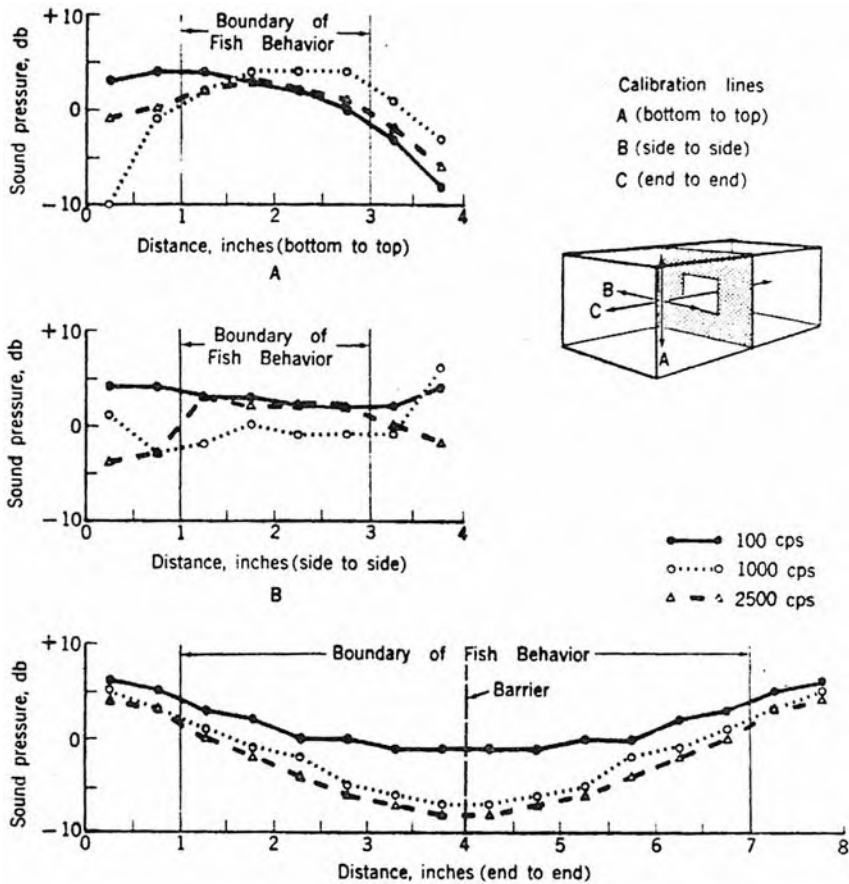 +10
0
−10
Sound pressure, db
Boundary of
Fish Behavior
0 1 2 3 4
Distance, inches (bottom to top)
A
Calibration lines
A (bottom to top)
B (side to side)
C (end to end)
B
C
A
+10
0
−10
Sound pressure, db
Boundary of
Fish Behavior
0 1 2 3 4
Distance, inches (side to side)
B
100 cps
1000 cps
2500 cps
+10
0
−10
Sound pressure, db
Boundary of Fish Behavior
Barrier
0 1 2 3 4 5 6 7 8
Distance, inches (end to end)